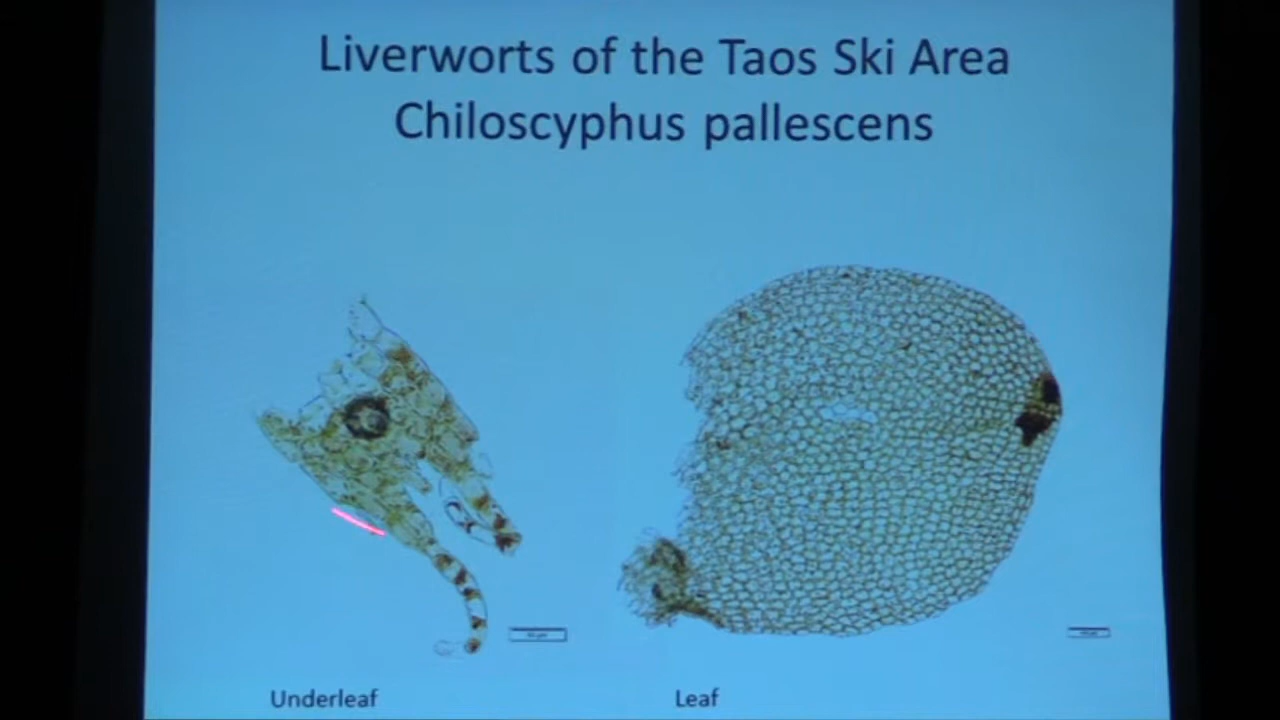 Liverworts of the Taos Ski Area
Chiloscyphus pallescens
Underleaf
Leaf